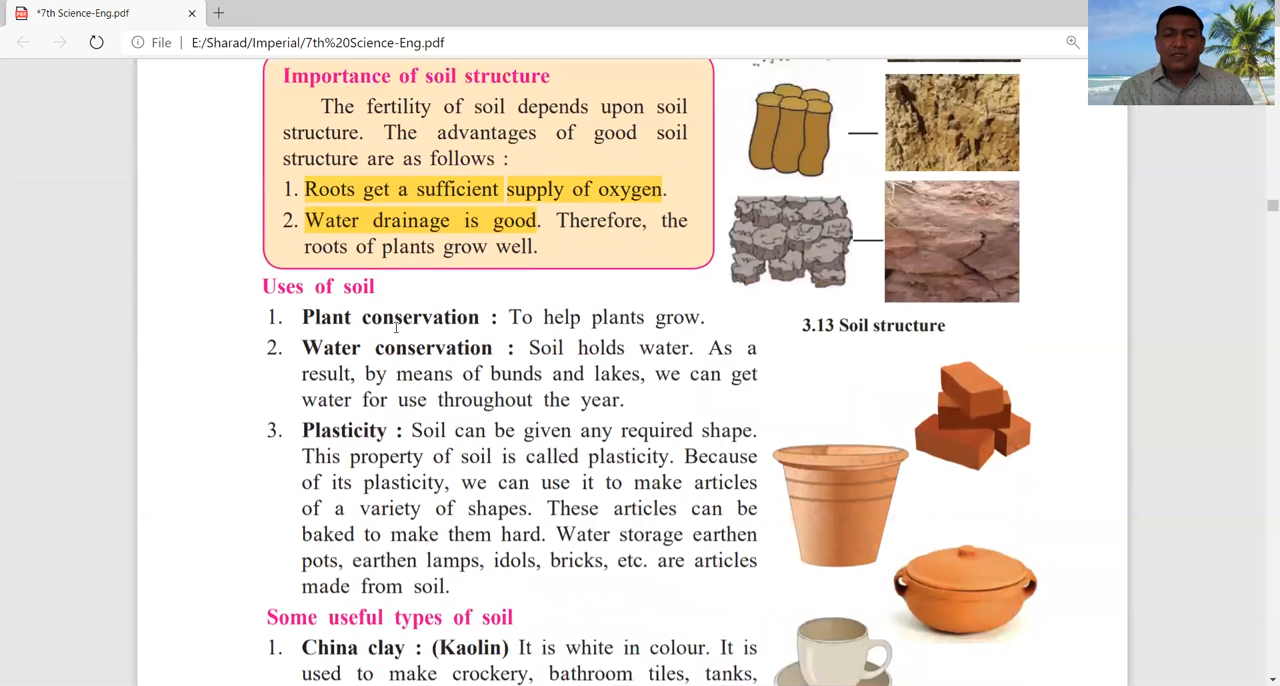 *7th Science-Eng.pdf
File | E:/Sharad/Imperial/7th%20Science-Eng.pdf
Importance of soil structure
The fertility of soil depends upon soil
structure. The advantages of good soil
structure are as follows :
1. Roots get a sufficient supply of oxygen.
2. Water drainage is good. Therefore, the
roots of plants grow well.
Uses of soil
1. Plant conservation : To help plants grow.
2. Water conservation : Soil holds water. As a
result, by means of bunds and lakes, we can get
water for use throughout the year.
3. Plasticity : Soil can be given any required shape.
This property of soil is called plasticity. Because
of its plasticity, we can use it to make articles
of a variety of shapes. These articles can be
baked to make them hard. Water storage earthen
pots, earthen lamps, idols, bricks, etc. are articles
made from soil.
3.13 Soil structure
Some useful types of soil
1. China clay : (Kaolin) It is white in colour. It is
used to make crockery, bathroom tiles, tanks,